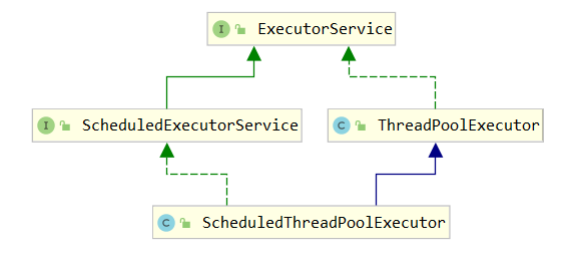 I ExecutorService
I ScheduledExecutorService
C ThreadPoolExecutor
C ScheduledThreadPoolExecutor